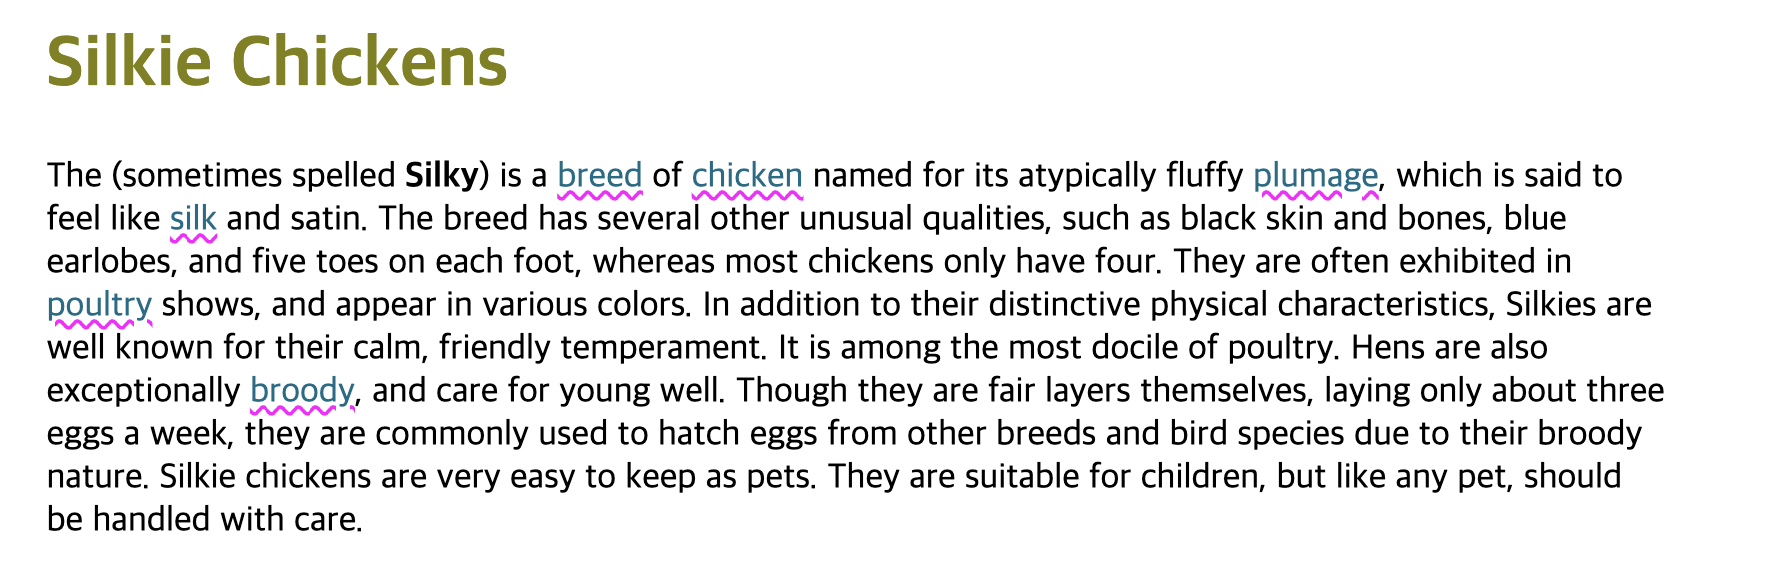 Silkie Chickens
The (sometimes spelled Silky) is a breed of chicken named for its atypically fluffy plumage, which is said to
feel like silk and satin. The breed has several other unusual qualities, such as black skin and bones, blue
earlobes, and five toes on each foot, whereas most chickens only have four. They are often exhibited in
poultry shows, and appear in various colors. In addition to their distinctive physical characteristics, Silkies are
well known for their calm, friendly temperament. It is among the most docile of poultry. Hens are also
exceptionally broody, and care for young well. Though they are fair layers themselves, laying only about three
eggs a week, they are commonly used to hatch eggs from other breeds and bird species due to their broody
nature. Silkie chickens are very easy to keep as pets. They are suitable for children, but like any pet, should
be handled with care.